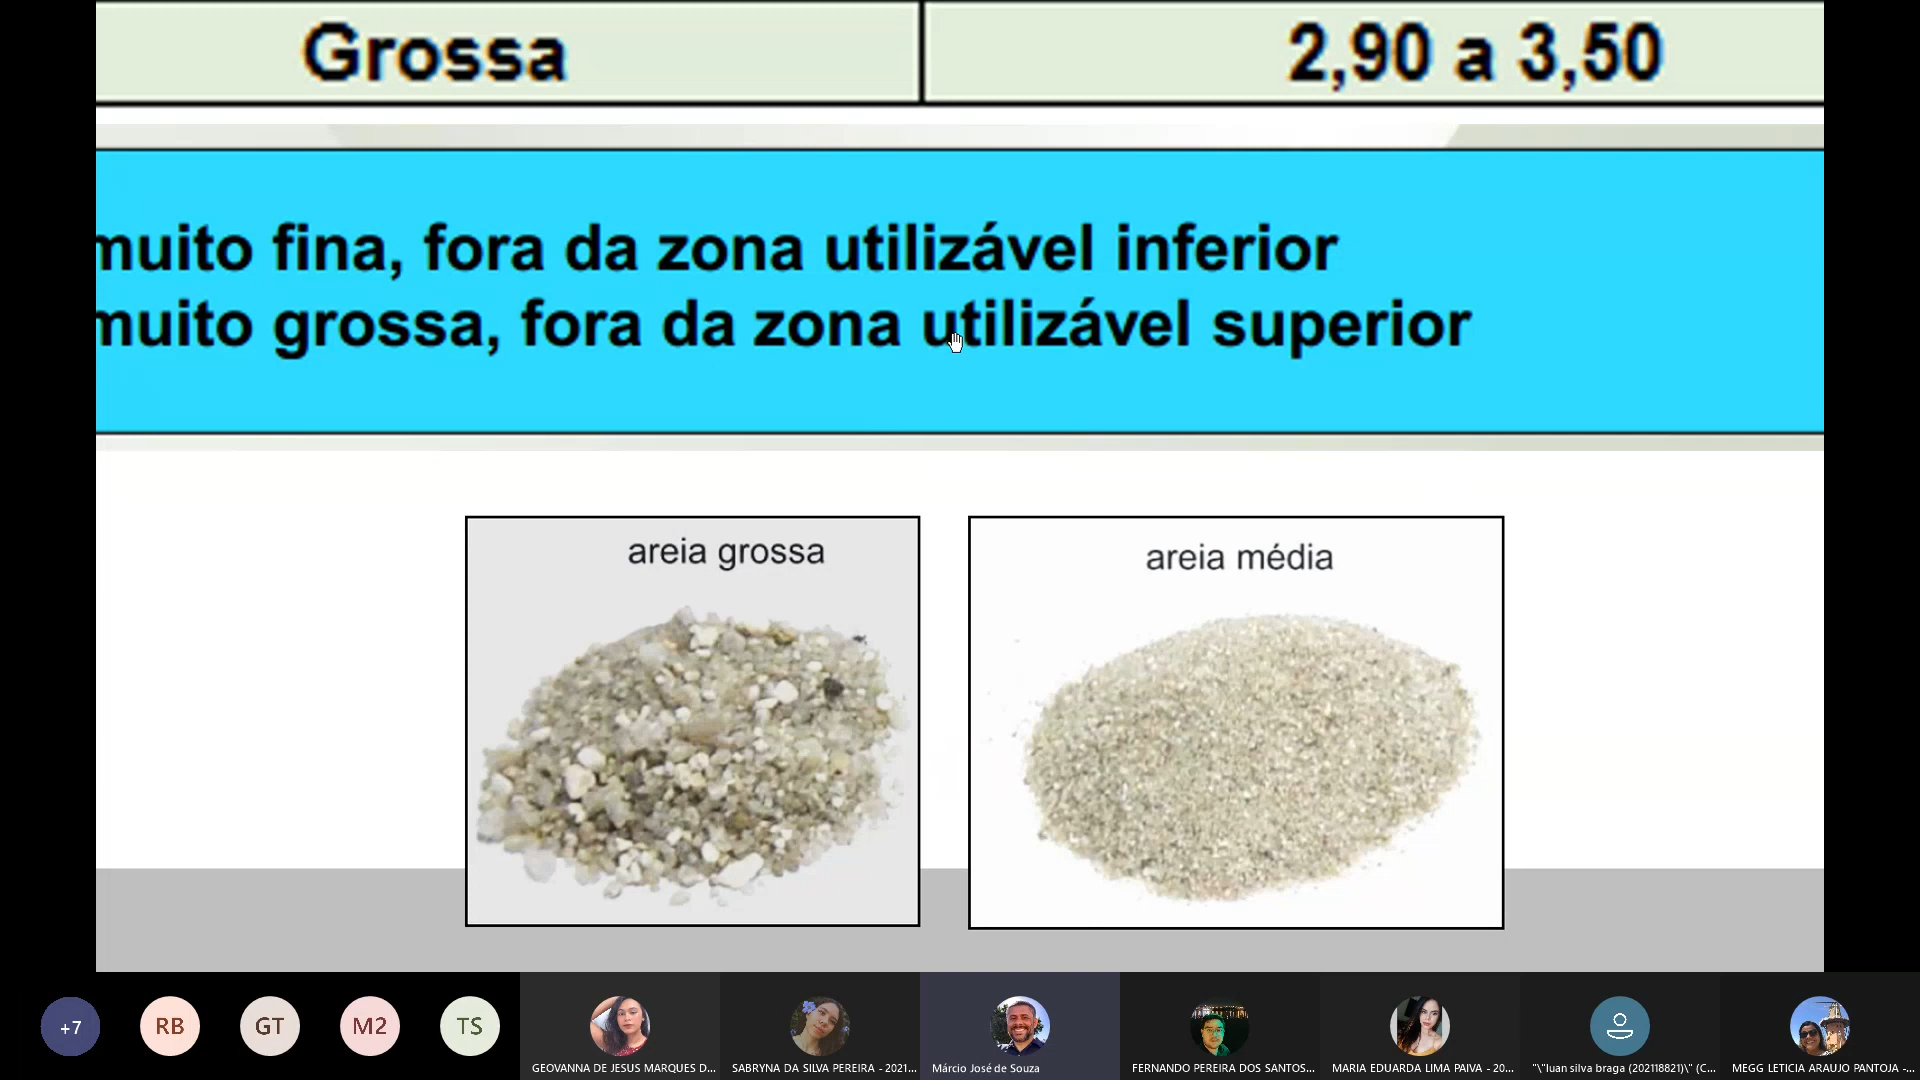 Grossa
2,90 a 3,50
muito fina, fora da zona utilizável inferior
muito grossa, fora da zona utilizável superior
areia grossa
areia média
+7
RB
GT
M2
TS
GEOVANNA DE JESUS MARQUES D...
SABRYNA DA SILVA PEREIRA - 2021...
Márcio José de Souza
FERNANDO PEREIRA DOS SANTOS...
MARIA EDUARDA LIMA PAIVA - 20...
"\"luan silva braga (202118821)\" (C...
MEGG LETICIA ARAUJO PANTOJA -...